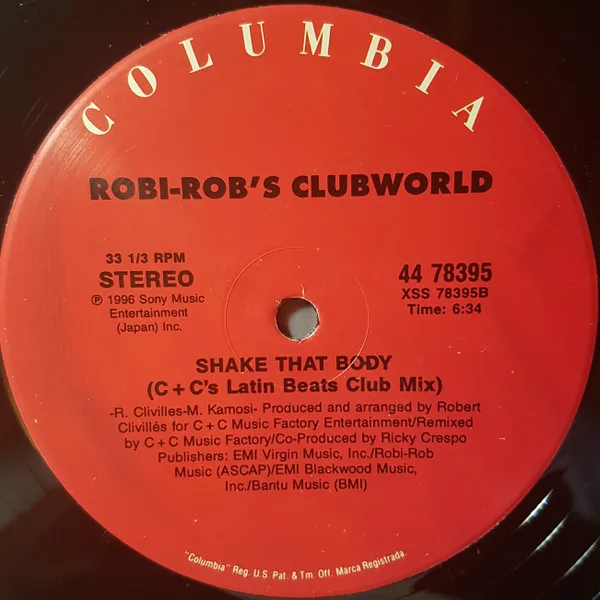 COLUMBIA
ROBI-ROB'S CLUBWORLD
33 1/3 RPM
STEREO
℗ 1996 Sony Music
Entertainment
(Japan) Inc.
44 78395
XSS 78395B
Time: 6:34
SHAKE THAT BODY
(C + C's Latin Beats Club Mix)
-R. Clivilles-M. Kamosi- Produced and arranged by Robert
Clivillés for C + C Music Factory Entertainment/Remixed
by C + C Music Factory/Co-Produced by Ricky Crespo
Publishers: EMI Virgin Music, Inc./Robi-Rob
Music (ASCAP)/EMI Blackwood Music,
Inc./Bantu Music (BMI)
"Columbia" Reg. U.S. Pat. & Tm. Off. Marca Registrada.